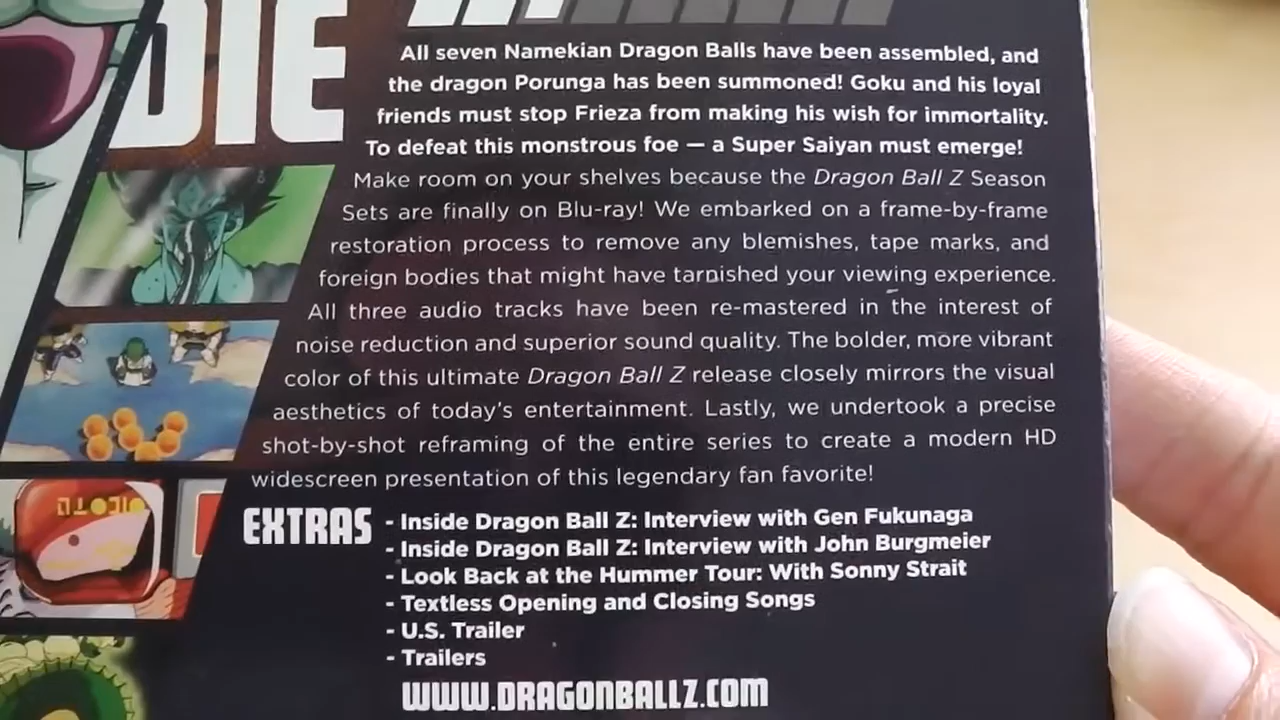 DIE
All seven Namekian Dragon Balls have been assembled, and
the dragon Porunga has been summoned! Goku and his loyal
friends must stop Frieza from making his wish for immortality.
To defeat this monstrous foe — a Super Saiyan must emerge!
Make room on your shelves because the Dragon Ball Z Season
Sets are finally on Blu-ray! We embarked on a frame-by-frame
restoration process to remove any blemishes, tape marks, and
foreign bodies that might have tarnished your viewing experience.
All three audio tracks have been re-mastered in the interest of
noise reduction and superior sound quality. The bolder, more vibrant
color of this ultimate Dragon Ball Z release closely mirrors the visual
aesthetics of today's entertainment. Lastly, we undertook a precise
shot-by-shot reframing of the entire series to create a modern HD
widescreen presentation of this legendary fan favorite!
EXTRAS - Inside Dragon Ball Z: Interview with Gen Fukunaga
- Inside Dragon Ball Z: Interview with John Burgmeier
- Look Back at the Hummer Tour: With Sonny Strait
- Textless Opening and Closing Songs
- U.S. Trailer
- Trailers
WWW.DRAGONBALLZ.COM